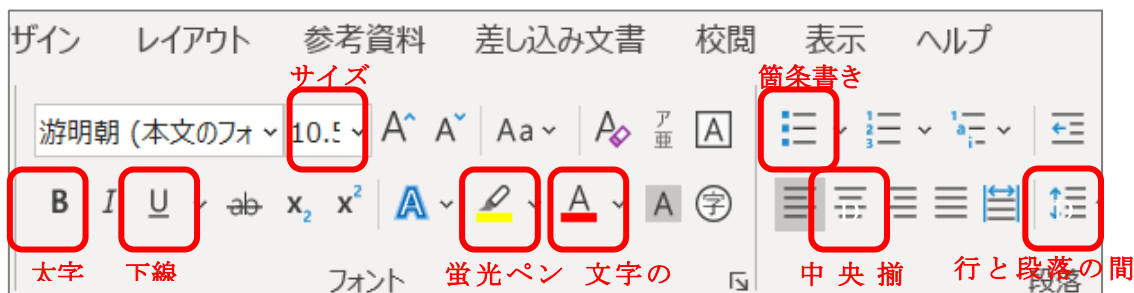 ザイン レイアウト 参考資料 差し込み文書 校閲 表示 ヘルプ
サイズ 箇条書き
游明朝 (本文のフォ 10.5 A A Aa A ア亜 A
B I U ab x₂ x² A A A 字
太字 下線 蛍光ペン 文字の 中央揃 行と段落の間
フォント 段落